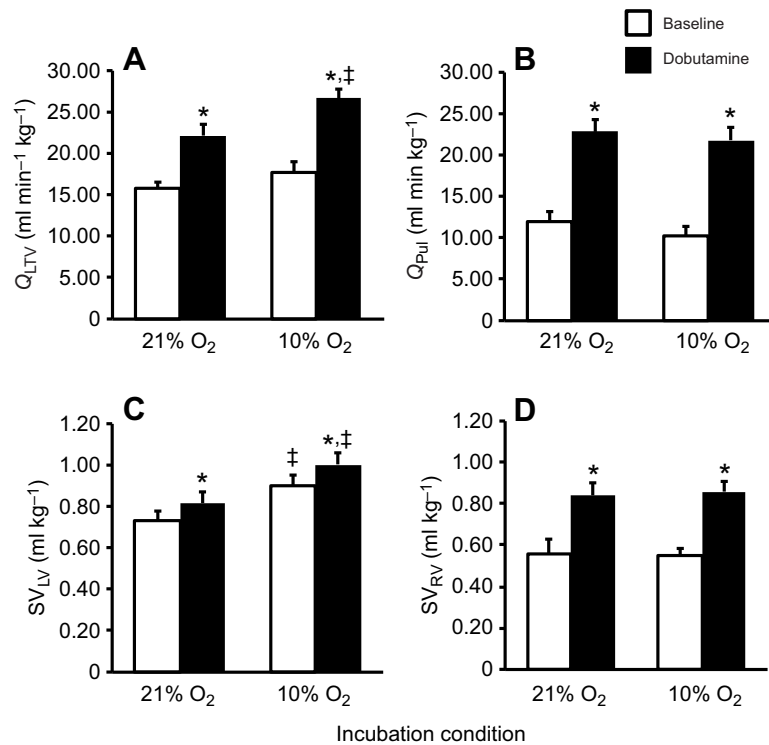 Baseline
Dobutamine
A
B
30.00
25.00
20.00
15.00
10.00
5.00
0
Q_LTV (ml min⁻¹ kg⁻¹)
*
*,‡
21% O₂
10% O₂
30.00
25.00
20.00
15.00
10.00
5.00
0
Q_Pul (ml min kg⁻¹)
*
*
21% O₂
10% O₂
C
D
1.20
1.00
0.80
0.60
0.40
0.20
0
SV_LV (ml kg⁻¹)
*
‡
*,‡
21% O₂
10% O₂
1.20
1.00
0.80
0.60
0.40
0.20
0
SV_RV (ml kg⁻¹)
*
*
21% O₂
10% O₂
Incubation condition